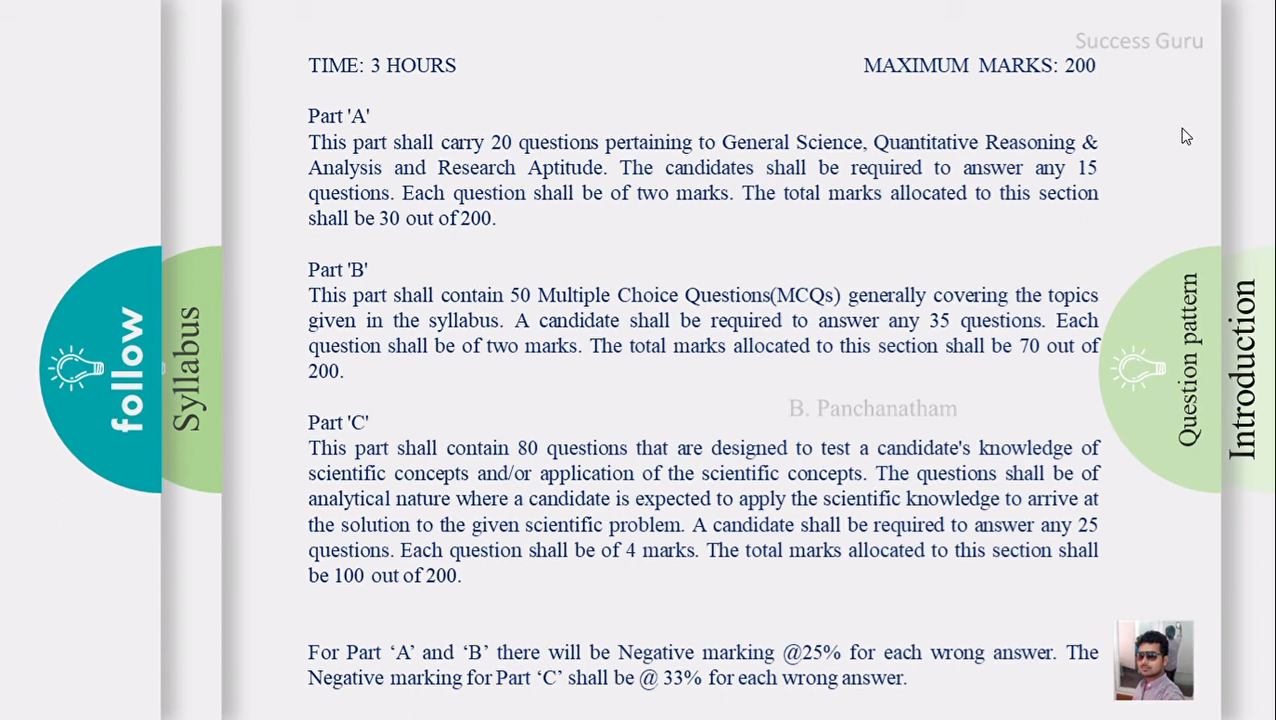 Success Guru
TIME: 3 HOURS MAXIMUM MARKS: 200
Part 'A'
This part shall carry 20 questions pertaining to General Science, Quantitative Reasoning &
Analysis and Research Aptitude. The candidates shall be required to answer any 15
questions. Each question shall be of two marks. The total marks allocated to this section
shall be 30 out of 200.
Part 'B'
This part shall contain 50 Multiple Choice Questions(MCQs) generally covering the topics
given in the syllabus. A candidate shall be required to answer any 35 questions. Each
question shall be of two marks. The total marks allocated to this section shall be 70 out of
200.
B. Panchanatham
Part 'C'
This part shall contain 80 questions that are designed to test a candidate's knowledge of
scientific concepts and/or application of the scientific concepts. The questions shall be of
analytical nature where a candidate is expected to apply the scientific knowledge to arrive at
the solution to the given scientific problem. A candidate shall be required to answer any 25
questions. Each question shall be of 4 marks. The total marks allocated to this section shall
be 100 out of 200.
For Part ‘A’ and ‘B’ there will be Negative marking @25% for each wrong answer. The
Negative marking for Part ‘C’ shall be @ 33% for each wrong answer.
follow
Syllabus
Question pattern
Introduction